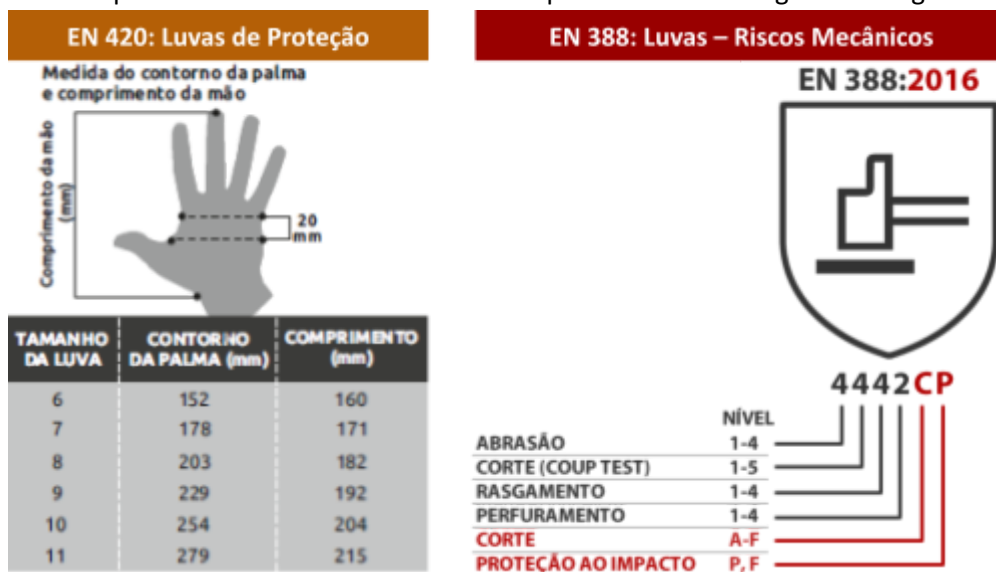 EN 420: Luvas de Proteção
Medida do contorno da palma
e comprimento da mão
Comprimento da mão
(mm)
20
mm
TAMANHO DA LUVA CONTORNO DA PALMA (mm) COMPRIMENTO (mm)
6 152 160
7 178 171
8 203 182
9 229 192
10 254 204
11 279 215
EN 388: Luvas – Riscos Mecânicos
EN 388:2016
4442CP
NÍVEL
ABRASÃO 1-4
CORTE (COUP TEST) 1-5
RASGAMENTO 1-4
PERFURAMENTO 1-4
CORTE A-F
PROTEÇÃO AO IMPACTO P, F